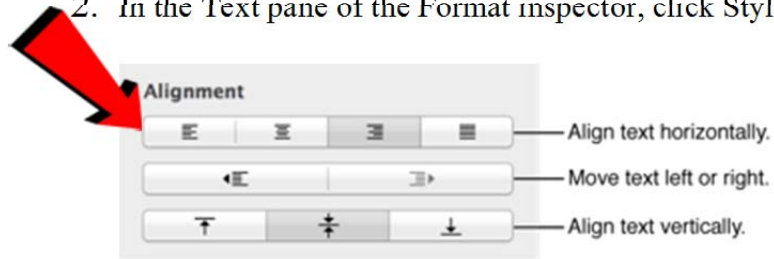 2. In the Text pane of the Format inspector, click Styl
Alignment
Align text horizontally.
Move text left or right.
Align text vertically.